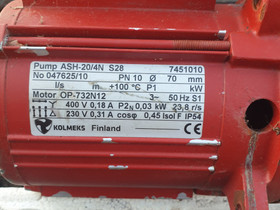 Pump ASH-20/4N S28 7451010
No 047625/10 PN 10 Ø 70 mm
l/s m +100 °C P1 kW
Motor OP-732N12 3~ 50 Hz S1
Y 400 V 0,18 A P2N 0,03 kW 23,8 r/s
△ 230 V 0,31 A cosφ 0,45 Isol F IP54
KOLMEKS Finland